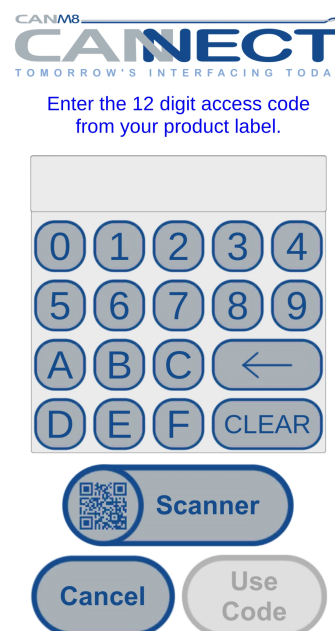 CANM8
CANNECT
TOMORROW'S INTERFACING TODA
Enter the 12 digit access code
from your product label.
0 1 2 3 4
5 6 7 8 9
A B C ←
D E F CLEAR
Scanner
Cancel
Use
Code